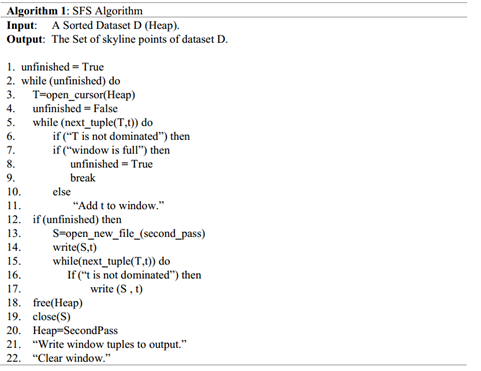 Algorithm 1: SFS Algorithm
Input: A Sorted Dataset D (Heap).
Output: The Set of skyline points of dataset D.
1. unfinished = True
2. while (unfinished) do
3. T=open_cursor(Heap)
4. unfinished = False
5. while (next_tuple(T,t)) do
6. if (“T is not dominated”) then
7. if (“window is full”) then
8. unfinished = True
9. break
10. else
11. “Add t to window.”
12. if (unfinished) then
13. S=open_new_file_(second_pass)
14. write(S,t)
15. while(next_tuple(T,t)) do
16. If (“t is not dominated”) then
17. write (S , t)
18. free(Heap)
19. close(S)
20. Heap=SecondPass
21. “Write window tuples to output.”
22. “Clear window.”